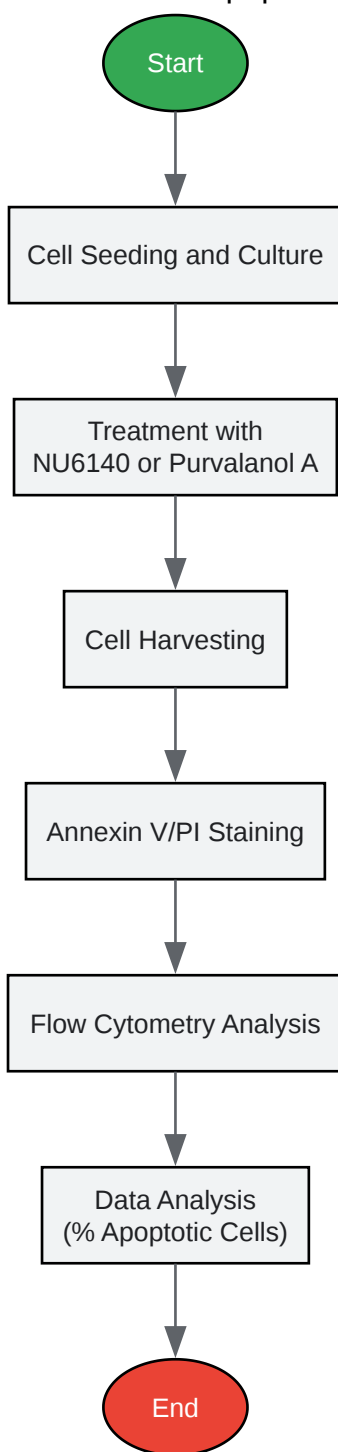 Start
Cell Seeding and Culture
Treatment with
NU6140 or Purvalanol A
Cell Harvesting
Annexin V/PI Staining
Flow Cytometry Analysis
Data Analysis
(% Apoptotic Cells)
End